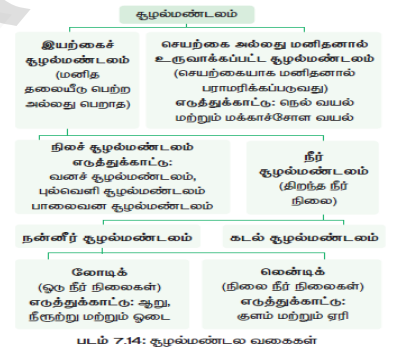 சூழல்மண்டலம்
இயற்கைச்
சூழல்மண்டலம்
(மனித
தலையீடு பெற்ற
அல்லது பெறாத)
செயற்கை அல்லது மனிதனால்
உருவாக்கப்பட்ட சூழல்மண்டலம்
(செயற்கையாக மனிதனால்
பராமரிக்கப்படுவது)
எடுத்துக்காட்டு: நெல் வயல்
மற்றும் மக்காச்சோள வயல்
நிலச் சூழல்மண்டலம்
எடுத்துக்காட்டு:
வனச் சூழல்மண்டலம்,
புல்வெளி சூழல்மண்டலம்
பாலைவன சூழல்மண்டலம்
நீர்
சூழல்மண்டலம்
(திறந்த நீர்
நிலை)
நன்னீர் சூழல்மண்டலம்
கடல் சூழல்மண்டலம்
லோடிக்
(ஓடு நீர் நிலைகள்)
எடுத்துக்காட்டு: ஆறு,
நீரூற்று மற்றும் ஓடை
லென்டிக்
(நிலை நீர் நிலைகள்)
எடுத்துக்காட்டு:
குளம் மற்றும் ஏரி
படம் 7.14: சூழல்மண்டல வகைகள்